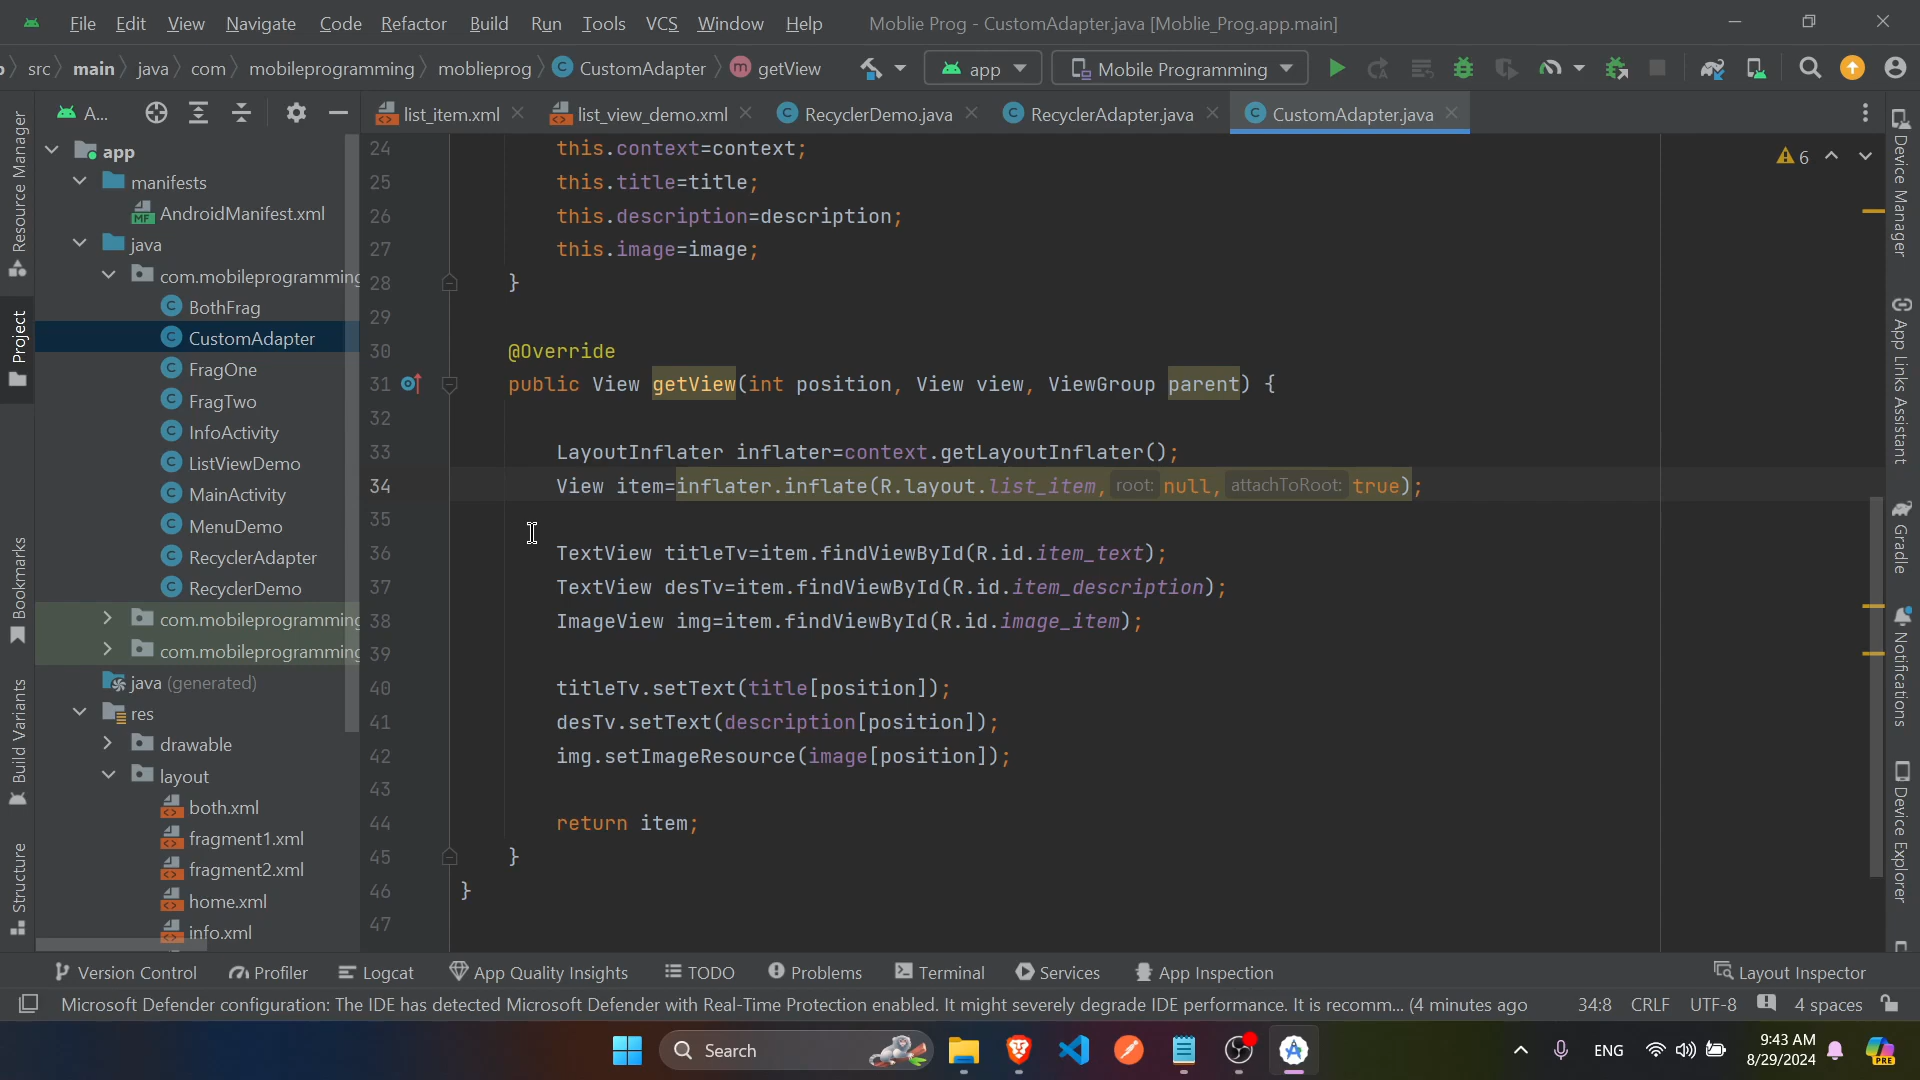 File Edit View Navigate Code Refactor Build Run Tools VCS Window Help Moblie Prog - CustomAdapter.java [Moblie_Prog.app.main]
src main java com mobileprogramming moblieprog CustomAdapter getView app Mobile Programming
A... list_item.xml list_view_demo.xml RecyclerDemo.java RecyclerAdapter.java CustomAdapter.java
Resource Manager
Project
Bookmarks
Build Variants
Structure
app
manifests
AndroidManifest.xml
java
com.mobileprogramming
BothFrag
CustomAdapter
FragOne
FragTwo
InfoActivity
ListViewDemo
MainActivity
MenuDemo
RecyclerAdapter
RecyclerDemo
com.mobileprogramming
com.mobileprogramming
java (generated)
res
drawable
layout
both.xml
fragment1.xml
fragment2.xml
home.xml
info.xml
6
24 this.context=context;
25 this.title=title;
26 this.description=description;
27 this.image=image;
28 }
29
30 @Override
31 public View getView(int position, View view, ViewGroup parent) {
32
33 LayoutInflater inflater=context.getLayoutInflater();
34 View item=inflater.inflate(R.layout.list_item, root: null, attachToRoot: true);
35
36 TextView titleTv=item.findViewById(R.id.item_text);
37 TextView desTv=item.findViewById(R.id.item_description);
38 ImageView img=item.findViewById(R.id.image_item);
39
40 titleTv.setText(title[position]);
41 desTv.setText(description[position]);
42 img.setImageResource(image[position]);
43
44 return item;
45 }
46 }
47
Device Manager
App Links Assistant
Gradle
Notifications
Device Explorer
Version Control Profiler Logcat App Quality Insights TODO Problems Terminal Services App Inspection Layout Inspector
Microsoft Defender configuration: The IDE has detected Microsoft Defender with Real-Time Protection enabled. It might severely degrade IDE performance. It is recomm... (4 minutes ago 34:8 CRLF UTF-8 4 spaces
Search ENG 9:43 AM
8/29/2024
PRE